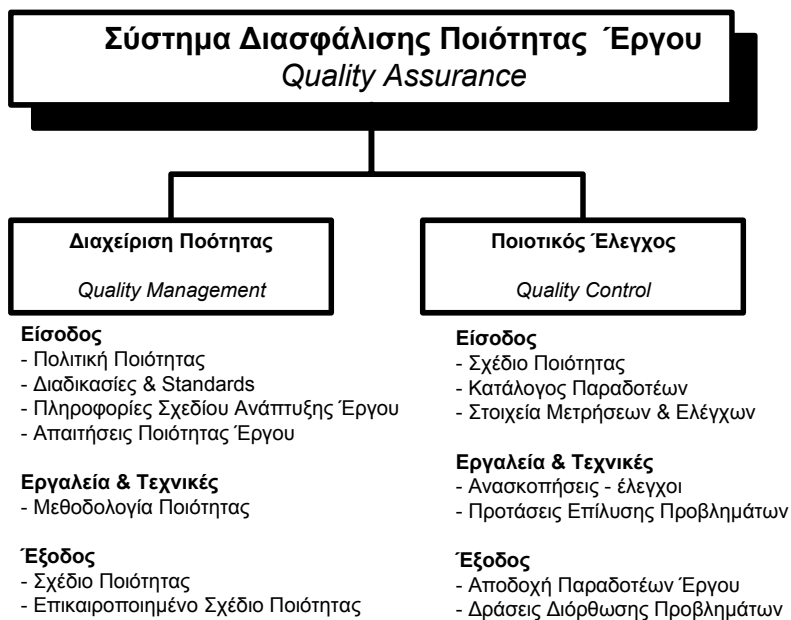 Σύστημα Διασφάλισης Ποιότητας Έργου
Quality Assurance
Διαχείριση Ποότητας
Quality Management
Είσοδος
- Πολιτική Ποιότητας
- Διαδικασίες & Standards
- Πληροφορίες Σχεδίου Ανάπτυξης Έργου
- Απαιτήσεις Ποιότητας Έργου
Εργαλεία & Τεχνικές
- Μεθοδολογία Ποιότητας
Έξοδος
- Σχέδιο Ποιότητας
- Επικαιροποιημένο Σχέδιο Ποιότητας
Ποιοτικός Έλεγχος
Quality Control
Είσοδος
- Σχέδιο Ποιότητας
- Κατάλογος Παραδοτέων
- Στοιχεία Μετρήσεων & Ελέγχων
Εργαλεία & Τεχνικές
- Ανασκοπήσεις - έλεγχοι
- Προτάσεις Επίλυσης Προβλημάτων
Έξοδος
- Αποδοχή Παραδοτέων Έργου
- Δράσεις Διόρθωσης Προβλημάτων